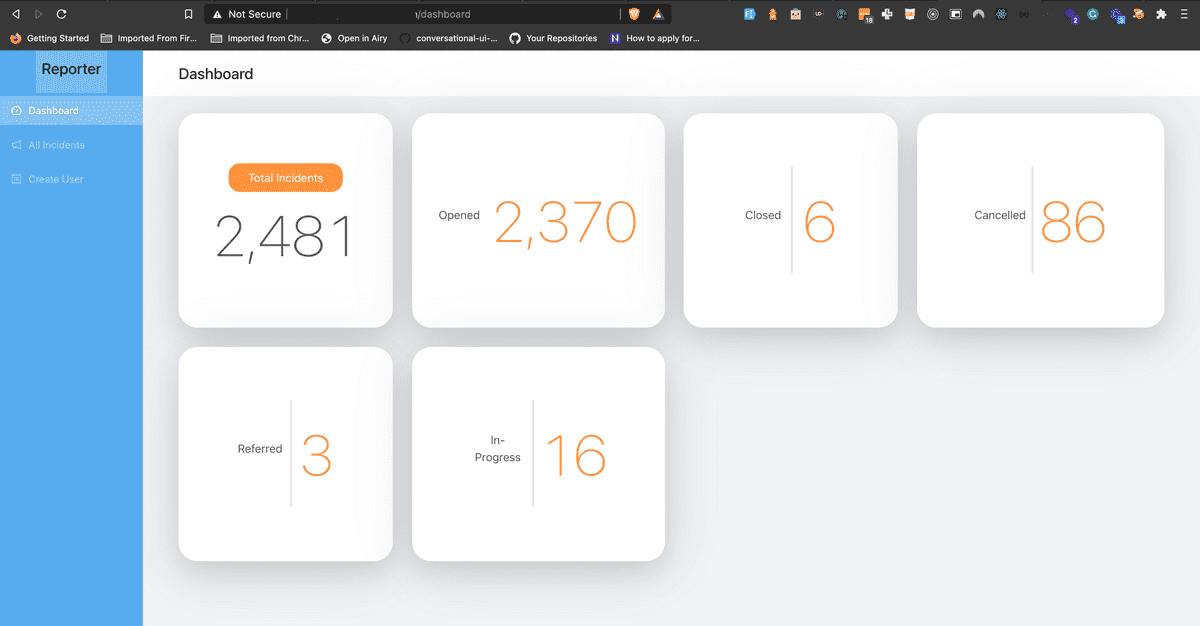 Not Secure
/dashboard
18
2
3
Getting Started
Imported From Fir...
Imported from Chr...
Open in Airy
conversational-ui-...
Your Repositories
N
How to apply for...
Reporter
Dashboard
All Incidents
Create User
Dashboard
Total Incidents
2,481
Opened
2,370
Closed
6
Cancelled
86
Referred
3
In-
Progress
16